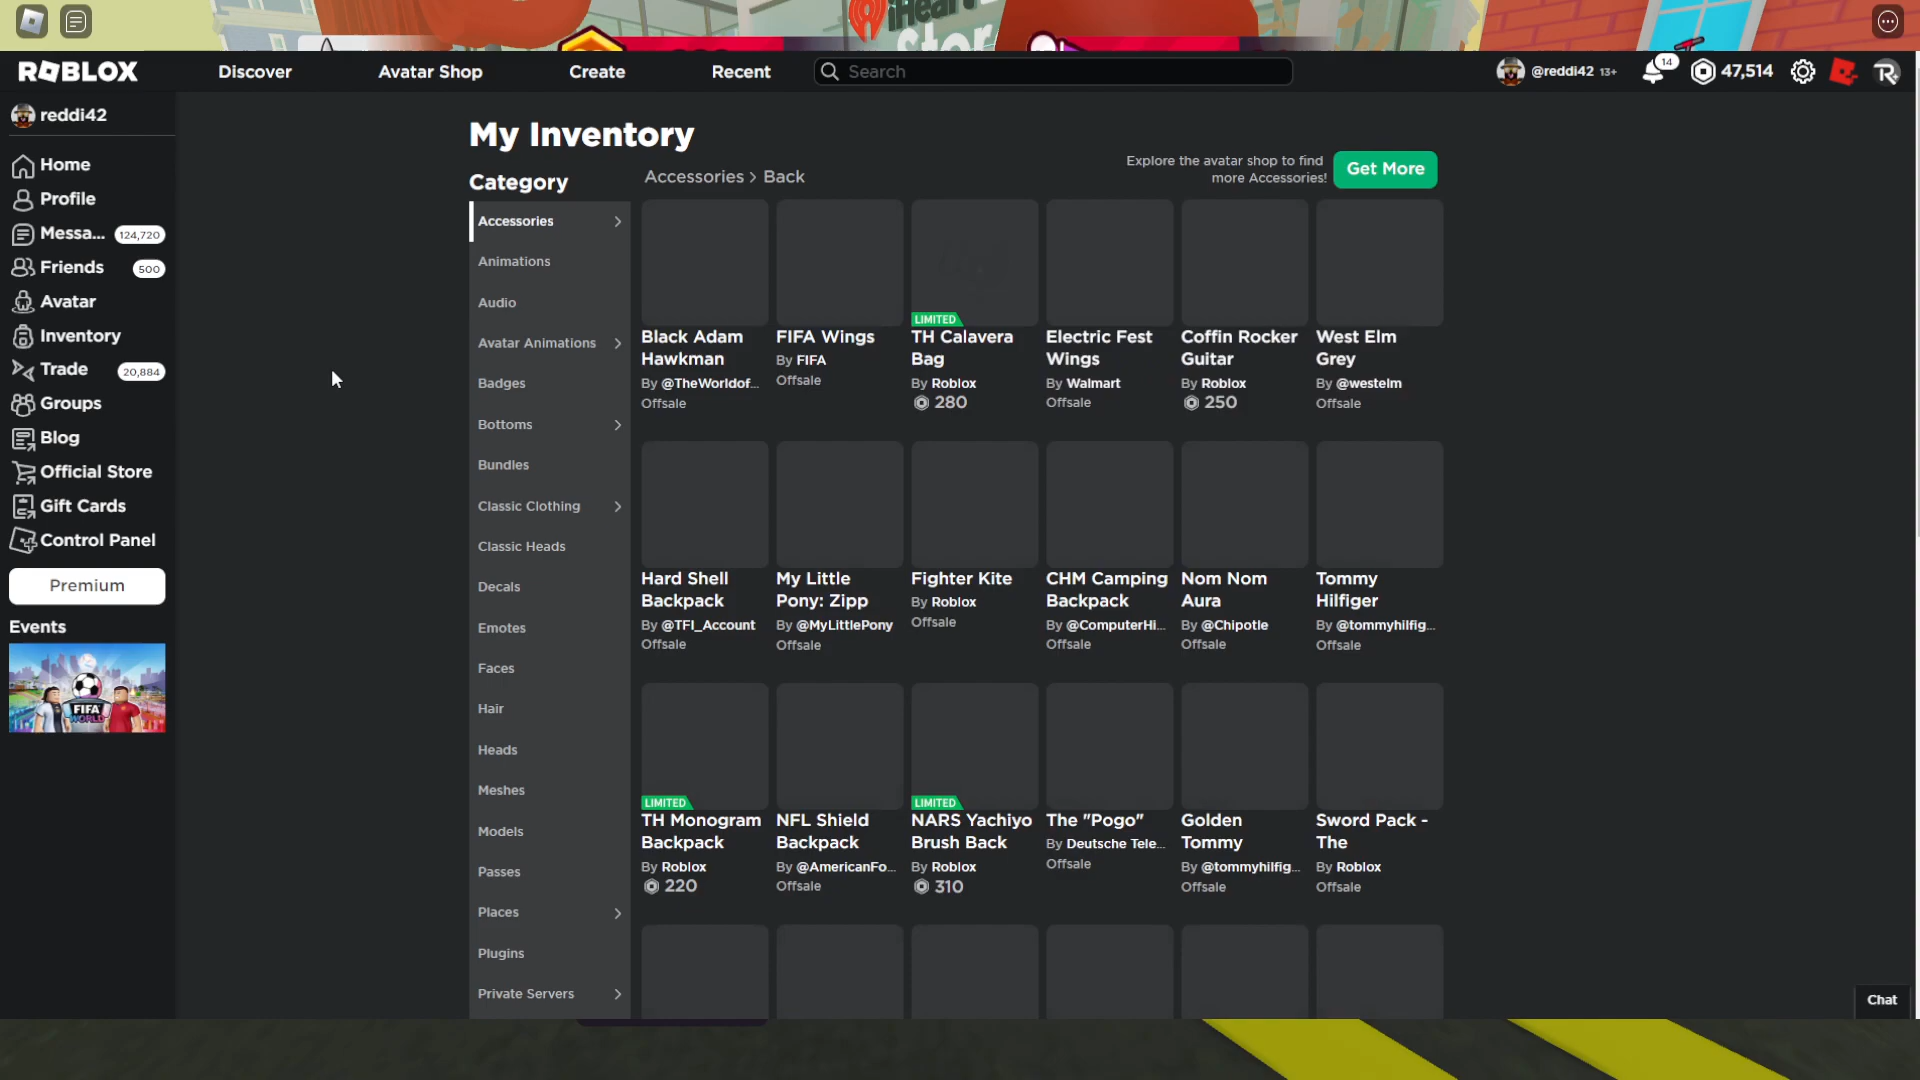 iHeart
stor
ROBLOX
Discover
Avatar Shop
Create
Recent
Search
@reddi42 13+
14
47,514
reddi42
Home
Profile
Messa... 124,720
Friends 500
Avatar
Inventory
Trade 20,884
Groups
Blog
Official Store
Gift Cards
Control Panel
Premium
Events
FIFA
WORLD
My Inventory
Category
Accessories
Animations
Audio
Avatar Animations
Badges
Bottoms
Bundles
Classic Clothing
Classic Heads
Decals
Emotes
Faces
Hair
Heads
Meshes
Models
Passes
Places
Plugins
Private Servers
Accessories > Back
Explore the avatar shop to find
more Accessories!
Get More
Black Adam
Hawkman
By @TheWorldof...
Offsale
FIFA Wings
By FIFA
Offsale
LIMITED
TH Calavera
Bag
By Roblox
280
Electric Fest
Wings
By Walmart
Offsale
Coffin Rocker
Guitar
By Roblox
250
West Elm
Grey
By @westelm
Offsale
Hard Shell
Backpack
By @TFI_Account
Offsale
My Little
Pony: Zipp
By @MyLittlePony
Offsale
Fighter Kite
By Roblox
Offsale
CHM Camping
Backpack
By @ComputerHi...
Offsale
Nom Nom
Aura
By @Chipotle
Offsale
Tommy
Hilfiger
By @tommyhilfig...
Offsale
LIMITED
TH Monogram
Backpack
By Roblox
220
NFL Shield
Backpack
By @AmericanFo...
Offsale
LIMITED
NARS Yachiyo
Brush Back
By Roblox
310
The "Pogo"
By Deutsche Tele...
Offsale
Golden
Tommy
By @tommyhilfig...
Offsale
Sword Pack -
The
By Roblox
Offsale
Chat